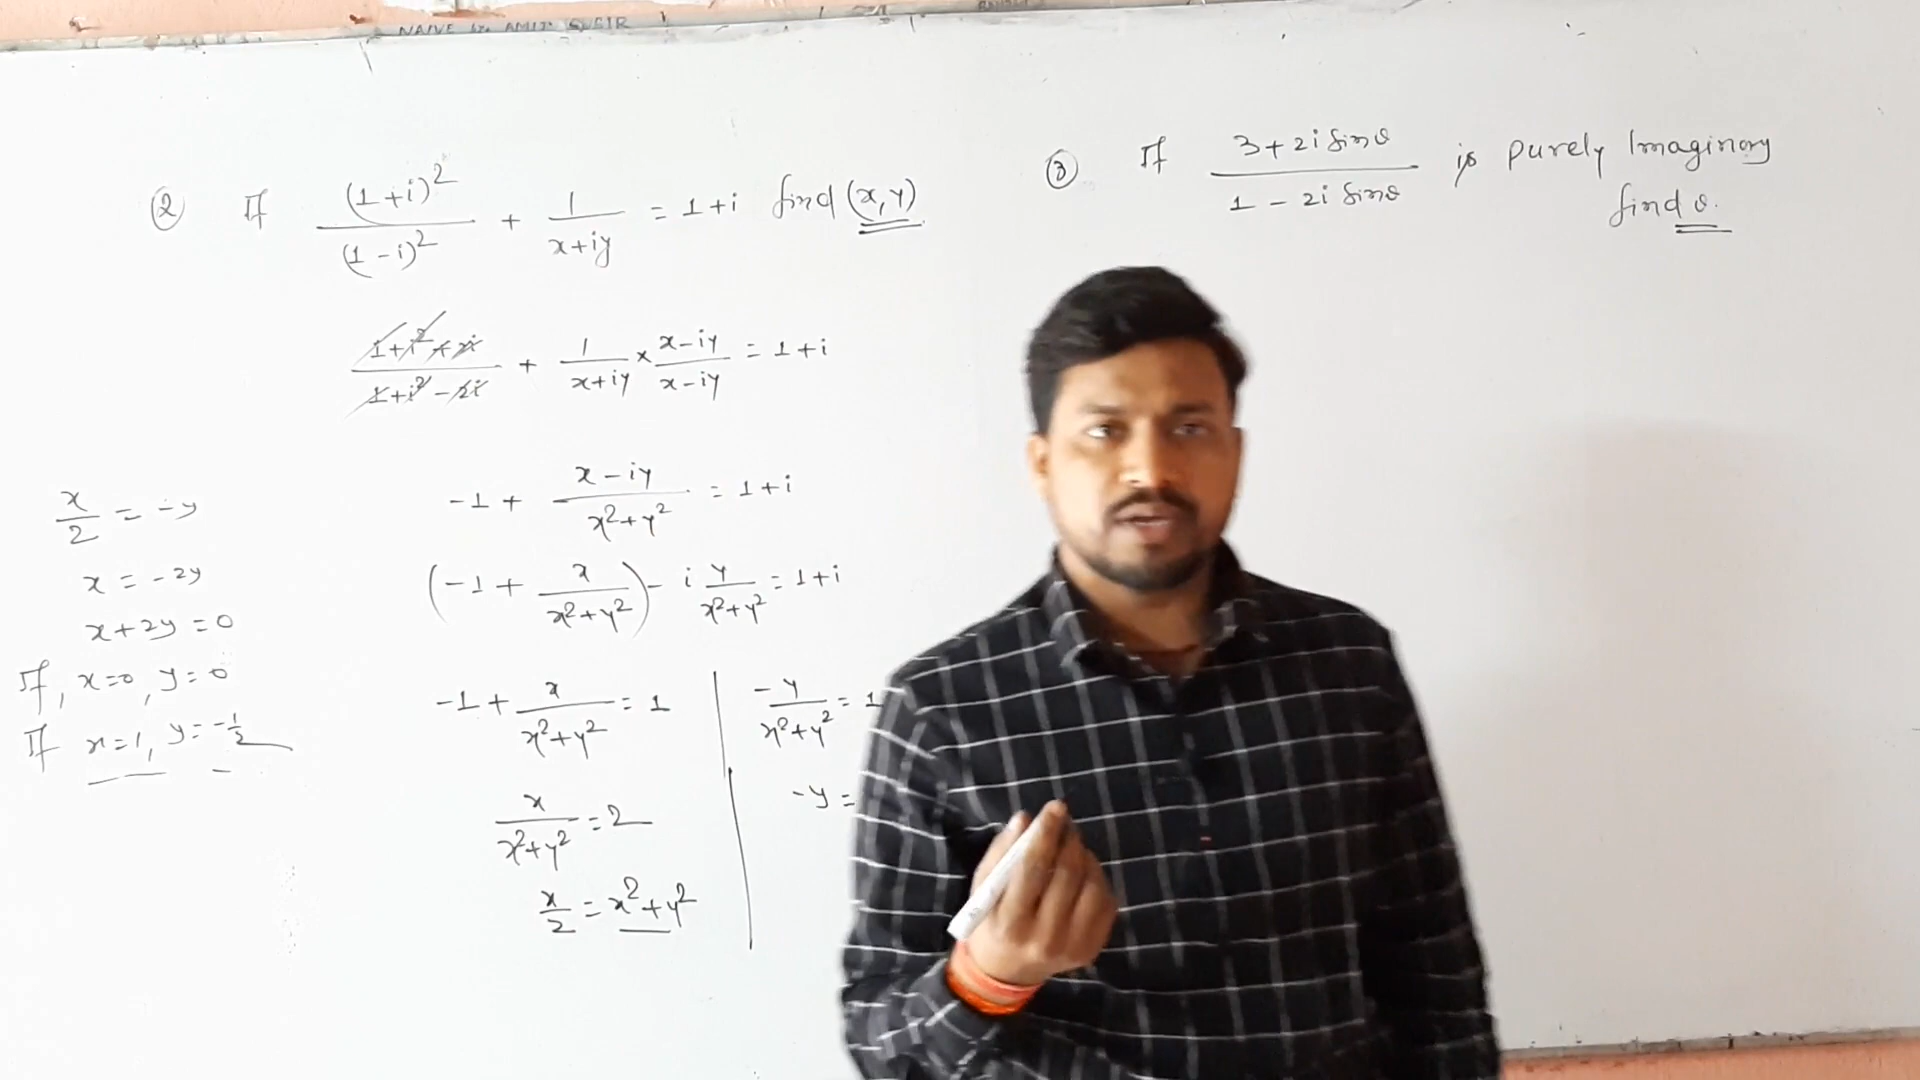 ② If (1+i)² / (1-i)² + 1 / x+iy = 1+i find (x,y)
1+i²+2i / 1+i²-2i + 1 / x+iy × x-iy / x-iy = 1+i
-1 + x-iy / x²+y² = 1+i
(-1 + x / x²+y²) - i y / x²+y² = 1+i
-1 + x / x²+y² = 1
x / x²+y² = 2
x/2 = x²+y²
-y / x²+y² = 1
-y =
x/2 = -y
x = -2y
x+2y = 0
If, x=0, y=0
If x=1, y=-1/2
③ If 3+2i sinθ / 1-2i sinθ is purely Imaginary
find θ.